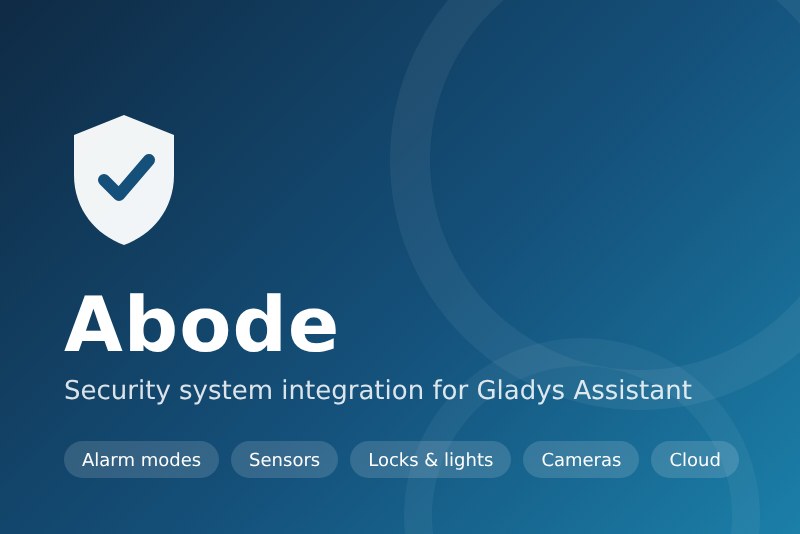 Abode
Security system integration for Gladys Assistant
Alarm modes Sensors Locks & lights Cameras Cloud